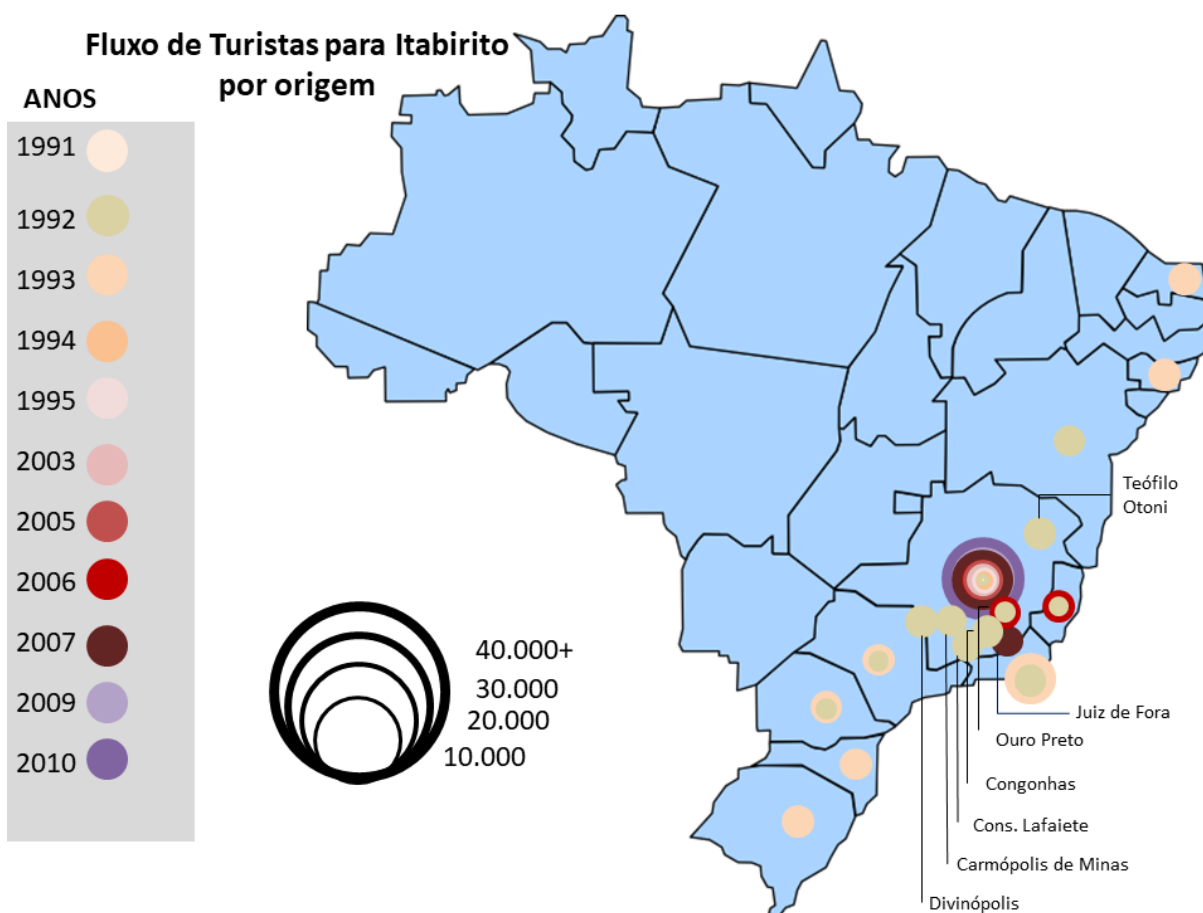 Fluxo de Turistas para Itabirito
por origem
ANOS
1991
1992
1993
1994
1995
2003
2005
2006
2007
2009
2010
40.000+
30.000
20.000
10.000
Teófilo
Otoni
Juiz de Fora
Ouro Preto
Congonhas
Cons. Lafaiete
Carmópolis de Minas
Divinópolis